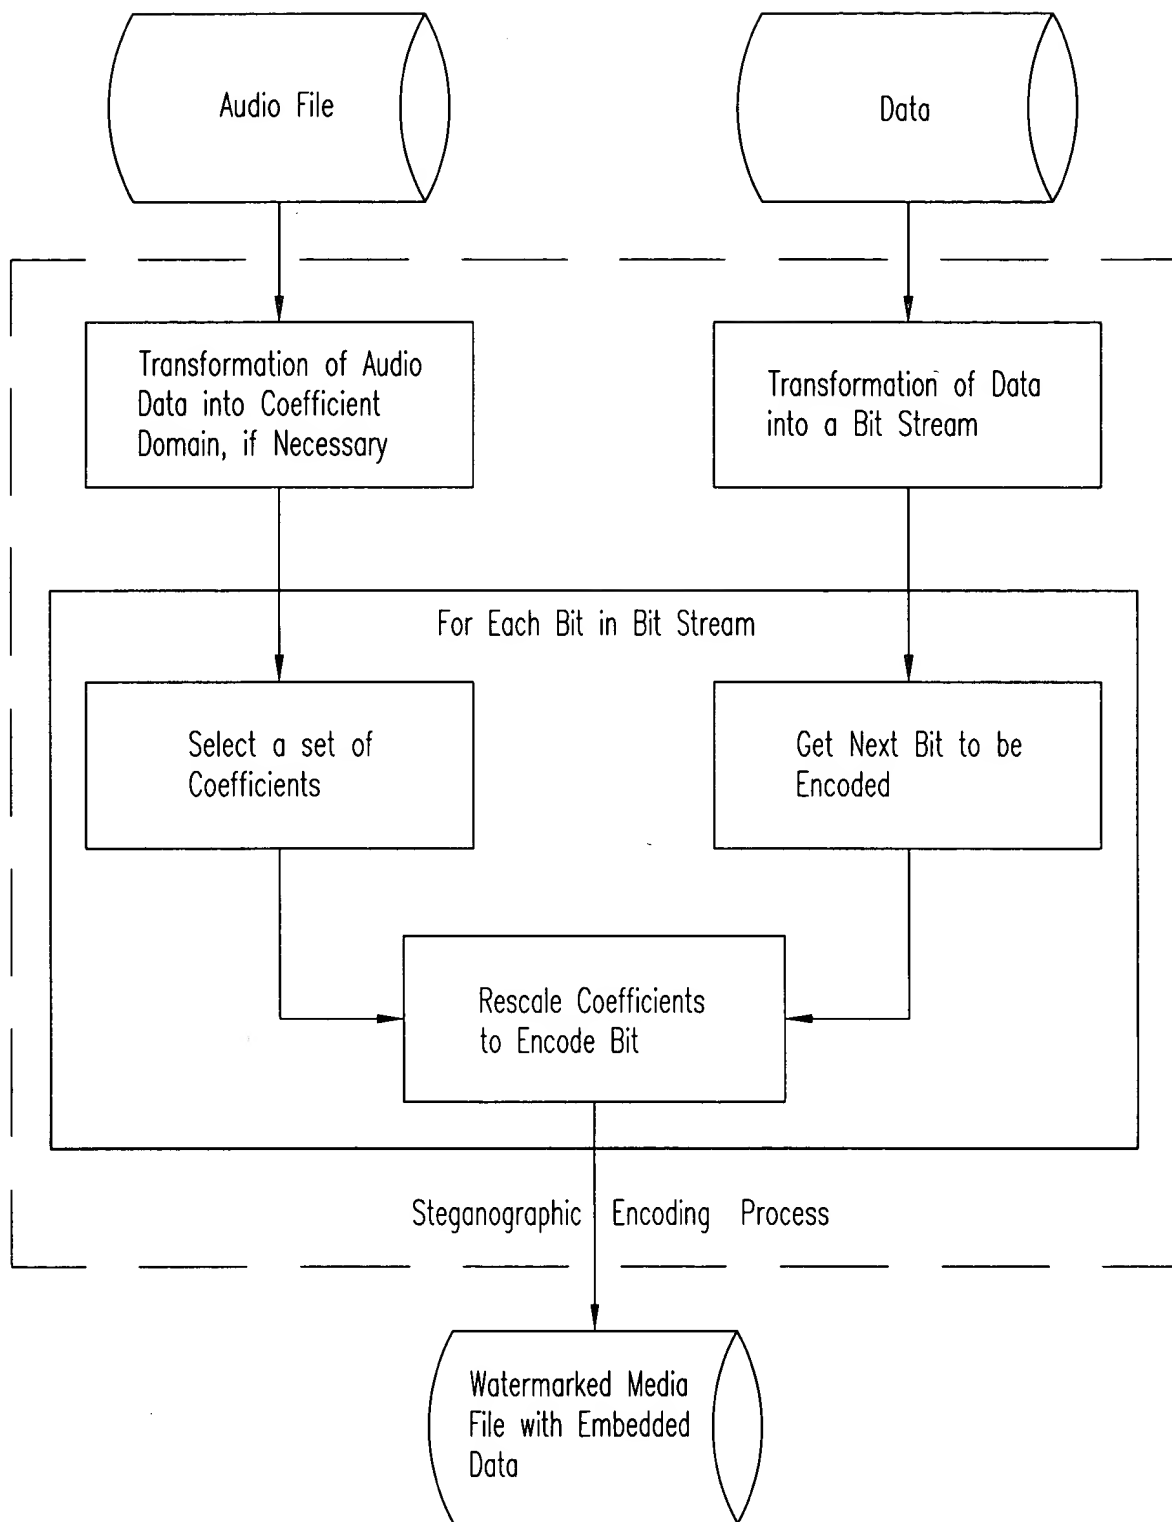 Audio File
Data
Transformation of Audio
Data into Coefficient
Domain, if Necessary
Transformation of Data
into a Bit Stream
For Each Bit in Bit Stream
Select a set of
Coefficients
Get Next Bit to be
Encoded
Rescale Coefficients
to Encode Bit
Steganographic Encoding Process
Watermarked Media
File with Embedded
Data